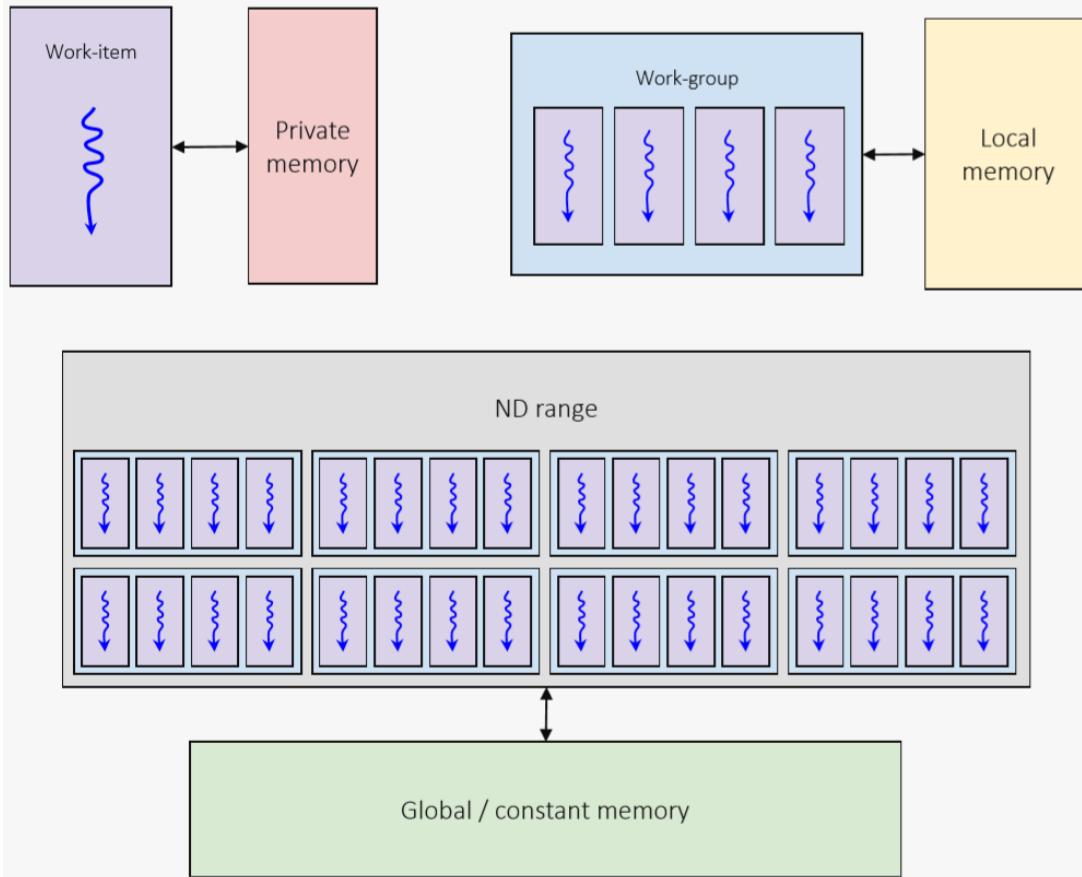 Work-item
Private
memory
Work-group
Local
memory
ND range
Global / constant memory